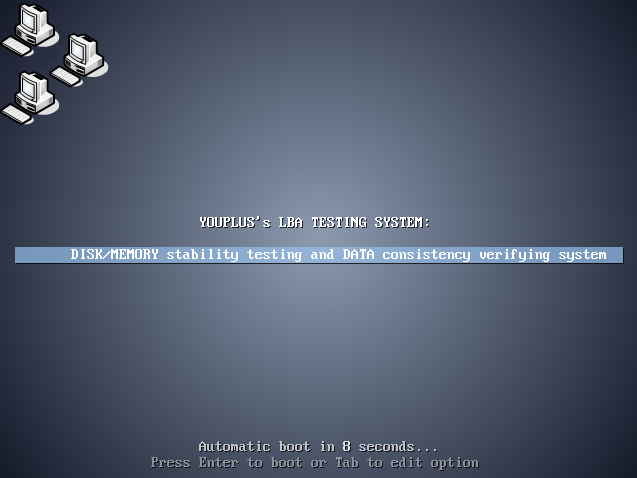 YOUPLUS's LBA TESTING SYSTEM:
DISK/MEMORY stability testing and DATA consistency verifying system
Automatic boot in 8 seconds...
Press Enter to boot or Tab to edit option